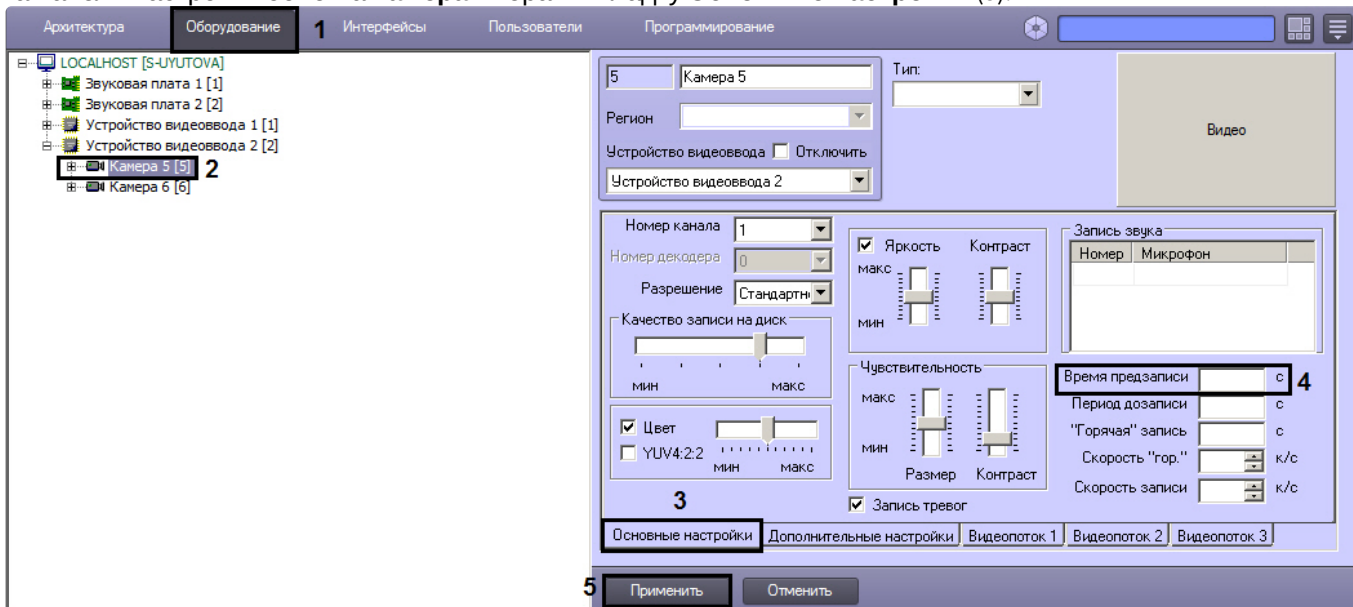 Архитектура Оборудование 1 Интерфейсы Пользователи Программирование
LOCALHOST [S-UYUTOVA]
Звуковая плата 1 [1]
Звуковая плата 2 [2]
Устройство видеоввода 1 [1]
Устройство видеоввода 2 [2]
Камера 5 [5] 2
Камера 6 [6]
5 Камера 5
Тип:
Регион
Устройство видеоввода Отключить
Устройство видеоввода 2
Видео
Номер канала 1
Номер декодера 0
Разрешение Стандартн
Качество записи на диск
мин макс
Цвет
YUV4:2:2
мин макс
Яркость Контраст
макс
мин
Чувствительность
макс
мин
Размер Контраст
Запись тревог
Запись звука
Номер Микрофон
Время предзаписи с 4
Период дозаписи с
"Горячая" запись с
Скорость "гор." к/с
Скорость записи к/с
3
Основные настройки Дополнительные настройки Видеопоток 1 Видеопоток 2 Видеопоток 3
5 Применить Отменить